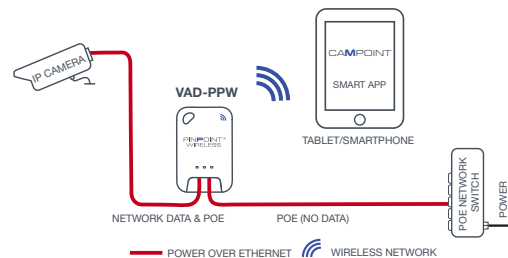 IP CAMERA
VAD-PPW
PINPOINT™
WIRELESS
CAMPOINT
SMART APP
TABLET/SMARTPHONE
POE NETWORK
SWITCH
POWER
NETWORK DATA & POE
POE (NO DATA)
POWER OVER ETHERNET
WIRELESS NETWORK